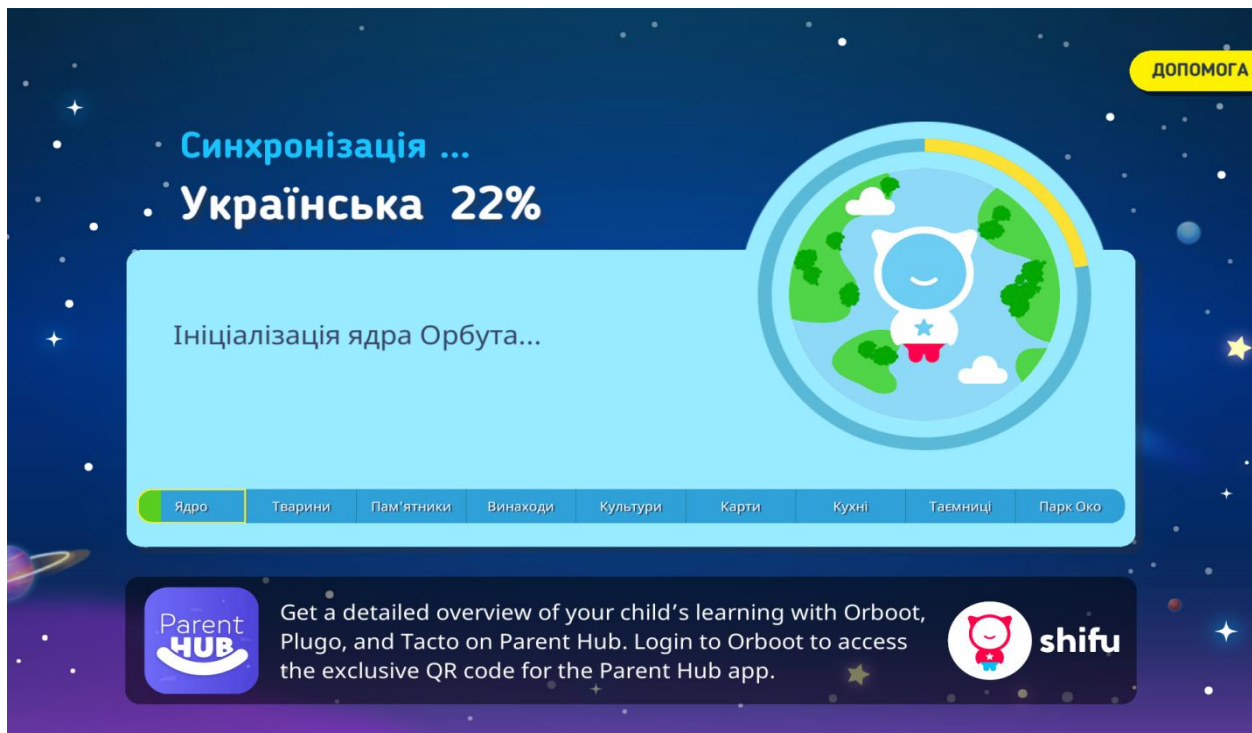 ДОПОМОГА
Синхронізація ...
Українська 22%
Ініціалізація ядра Орбута...
Ядро Тварини Пам'ятники Винаходи Культури Карти Кухні Таємниці Парк Око
Parent
HUB
Get a detailed overview of your child’s learning with Orboot,
Plugo, and Tacto on Parent Hub. Login to Orboot to access
the exclusive QR code for the Parent Hub app.
shifu